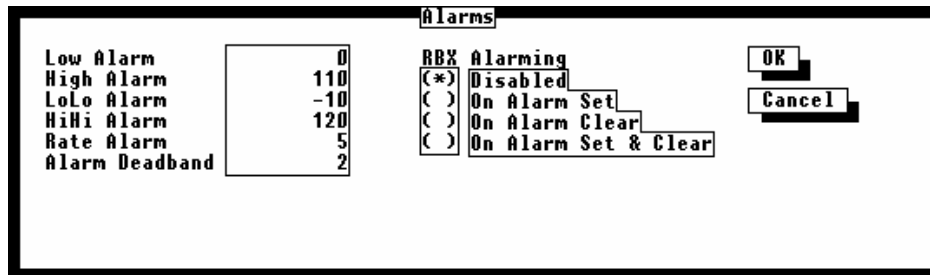 Alarms
Low Alarm 0
High Alarm 110
LoLo Alarm -10
HiHi Alarm 120
Rate Alarm 5
Alarm Deadband 2
RBX Alarming
(*) Disabled
( ) On Alarm Set
( ) On Alarm Clear
( ) On Alarm Set & Clear
OK
Cancel